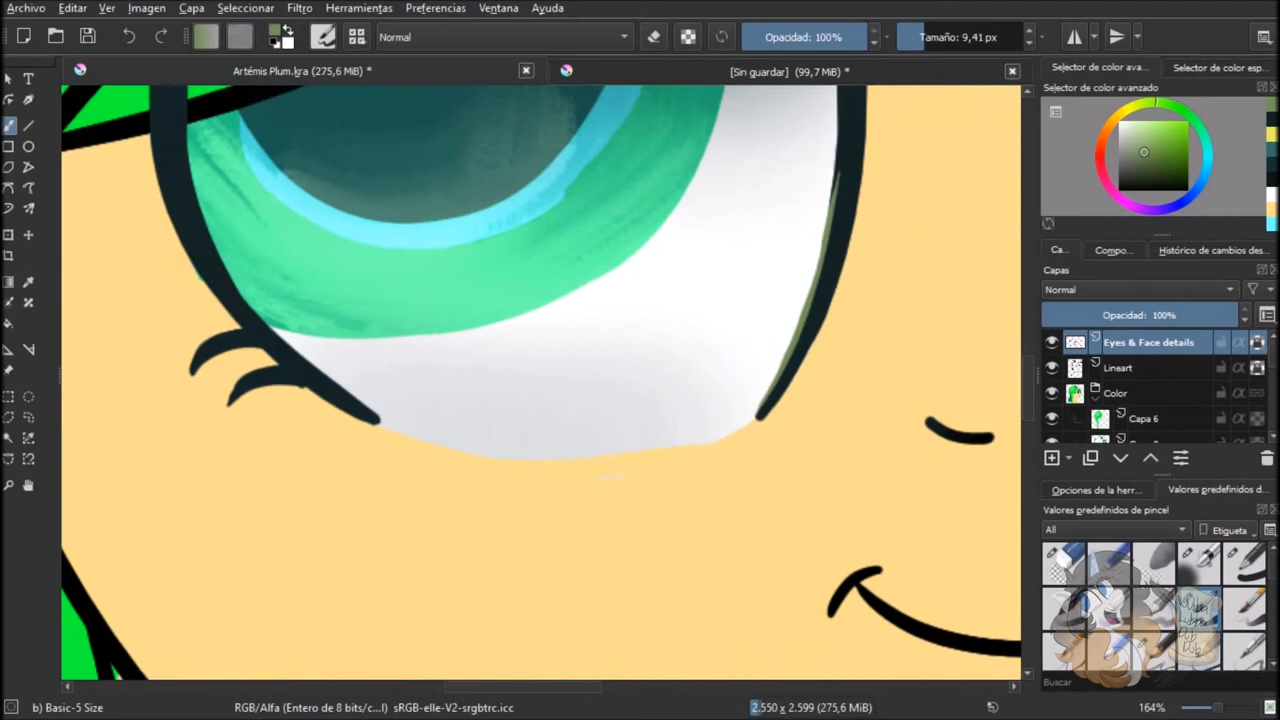 Archivo Editar Ver Imagen Capa Seleccionar Filtro Herramientas Preferencias Ventana Ayuda
Normal Opacidad: 100% Tamaño: 9,41 px
Artémis Plum.kra (275,6 MiB) * [Sin guardar] (99,7 MiB) *
Selector de color ava... Selector de color esp...
Selector de color avanzado
Ca... Compo... Histórico de cambios des...
Capas
Normal
Opacidad: 100%
Eyes & Face details
Lineart
Color
Capa 6
Opciones de la herr... Valores predefinidos d...
Valores predefinidos de pincel
All Etiqueta
Buscar
b) Basic-5 Size RGB/Alfa (Entero de 8 bits/c...l) sRGB-elle-V2-srgbtrc.icc 2.550 x 2.599 (275,6 MiB) 164%